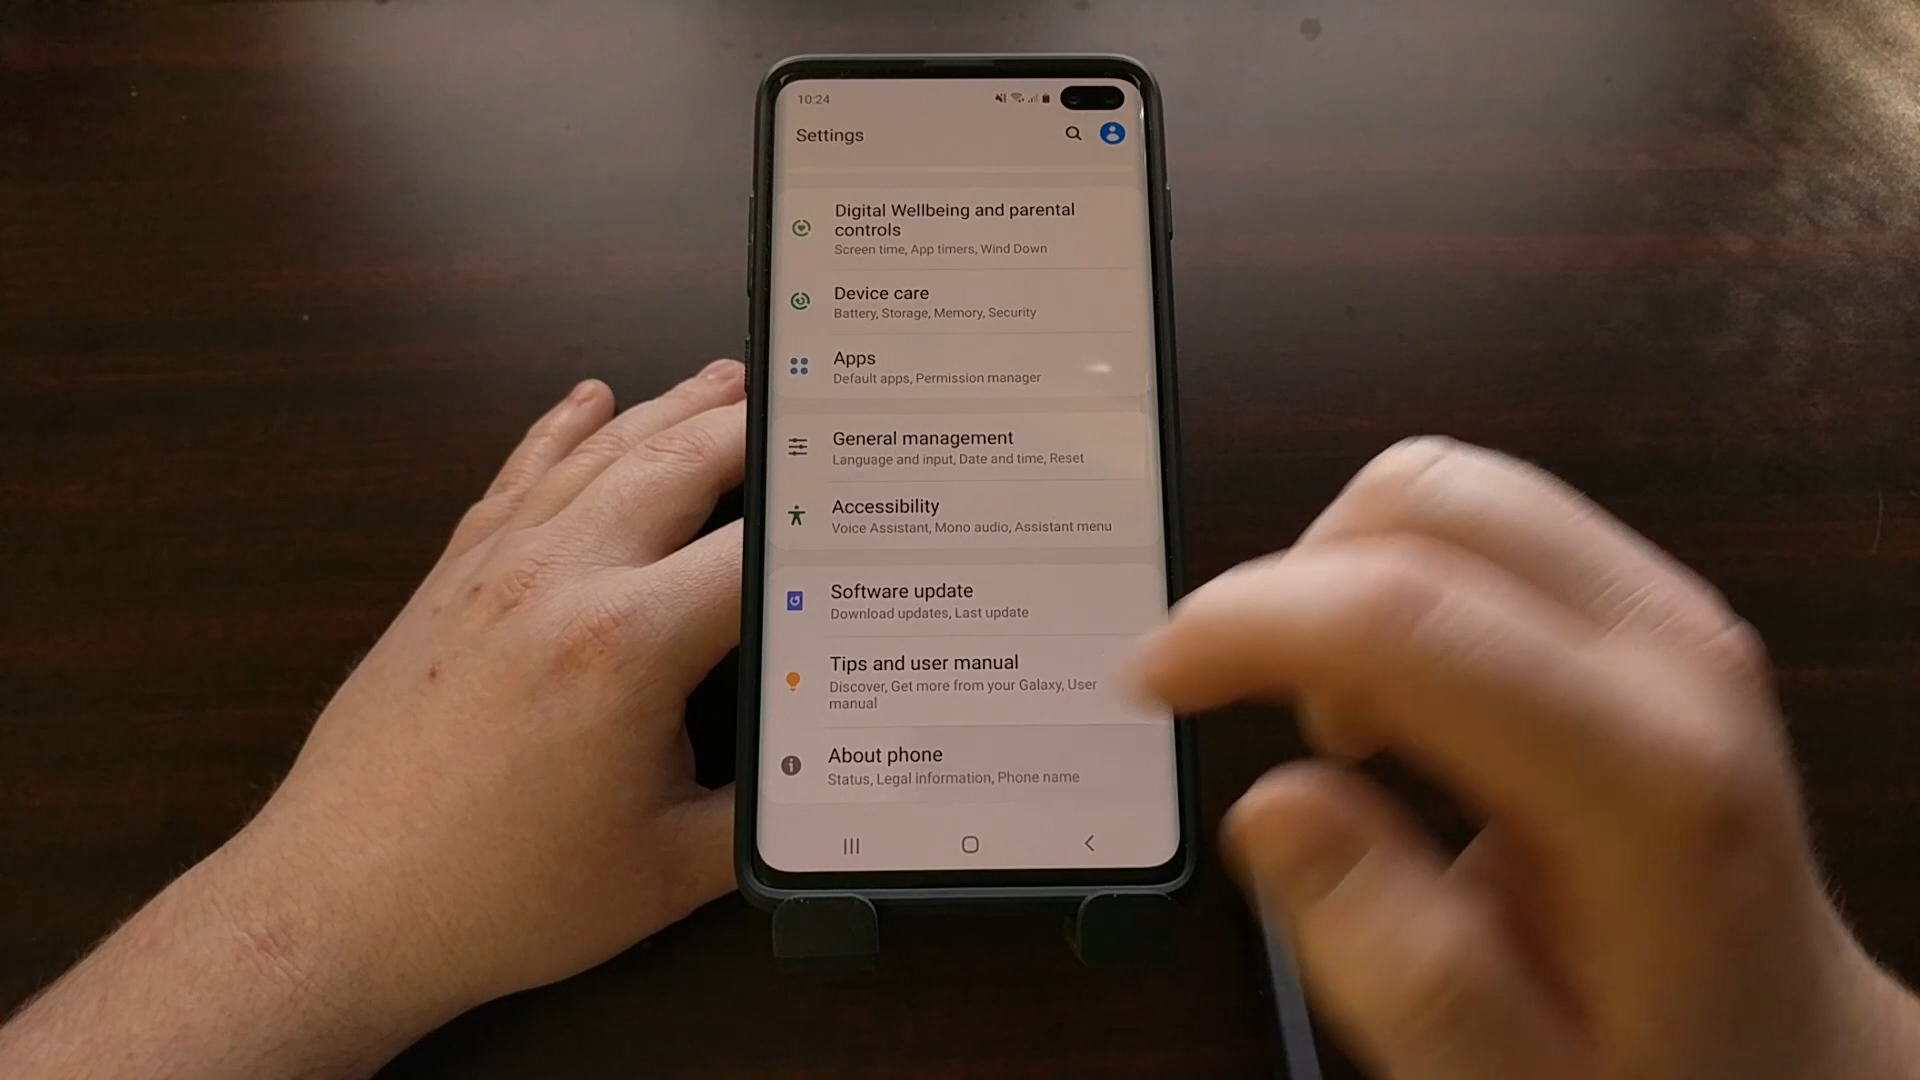 10:24
Settings
Digital Wellbeing and parental
controls
Screen time, App timers, Wind Down
Device care
Battery, Storage, Memory, Security
Apps
Default apps, Permission manager
General management
Language and input, Date and time, Reset
Accessibility
Voice Assistant, Mono audio, Assistant menu
Software update
Download updates, Last update
Tips and user manual
Discover, Get more from your Galaxy, User
manual
About phone
Status, Legal information, Phone name